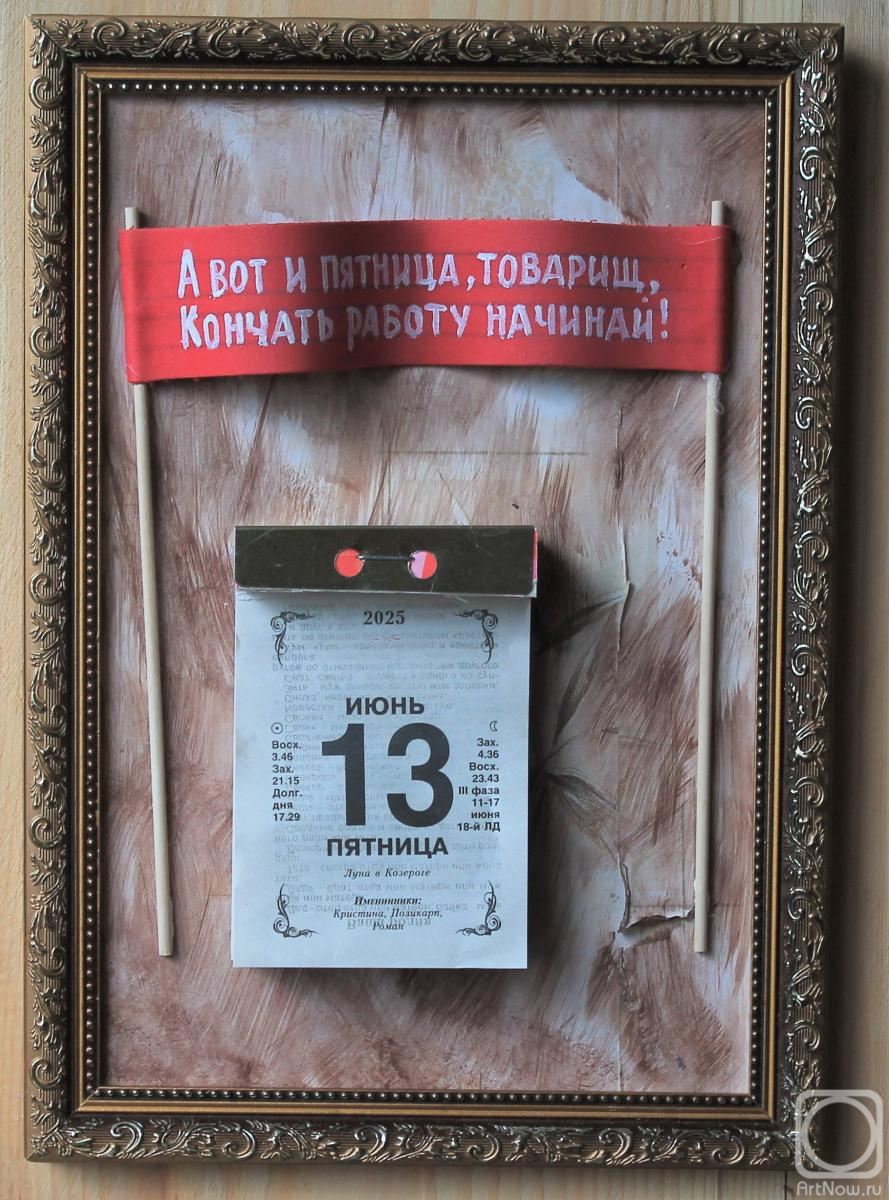 А ВОТ И ПЯТНИЦА, ТОВАРИЩ,
КОНЧАТЬ РАБОТУ НАЧИНАЙ!
2025
ИЮНЬ
13
ПЯТНИЦА
Восх.
3.46
Зах.
21.15
Долг.
дня
17.29
Зах.
4.36
Восх.
23.43
III фаза
11-17
июня
18-й ЛД
Луна в Козероге
Именинники:
Кристина, Поликарп,
Роман
ArtNow.ru